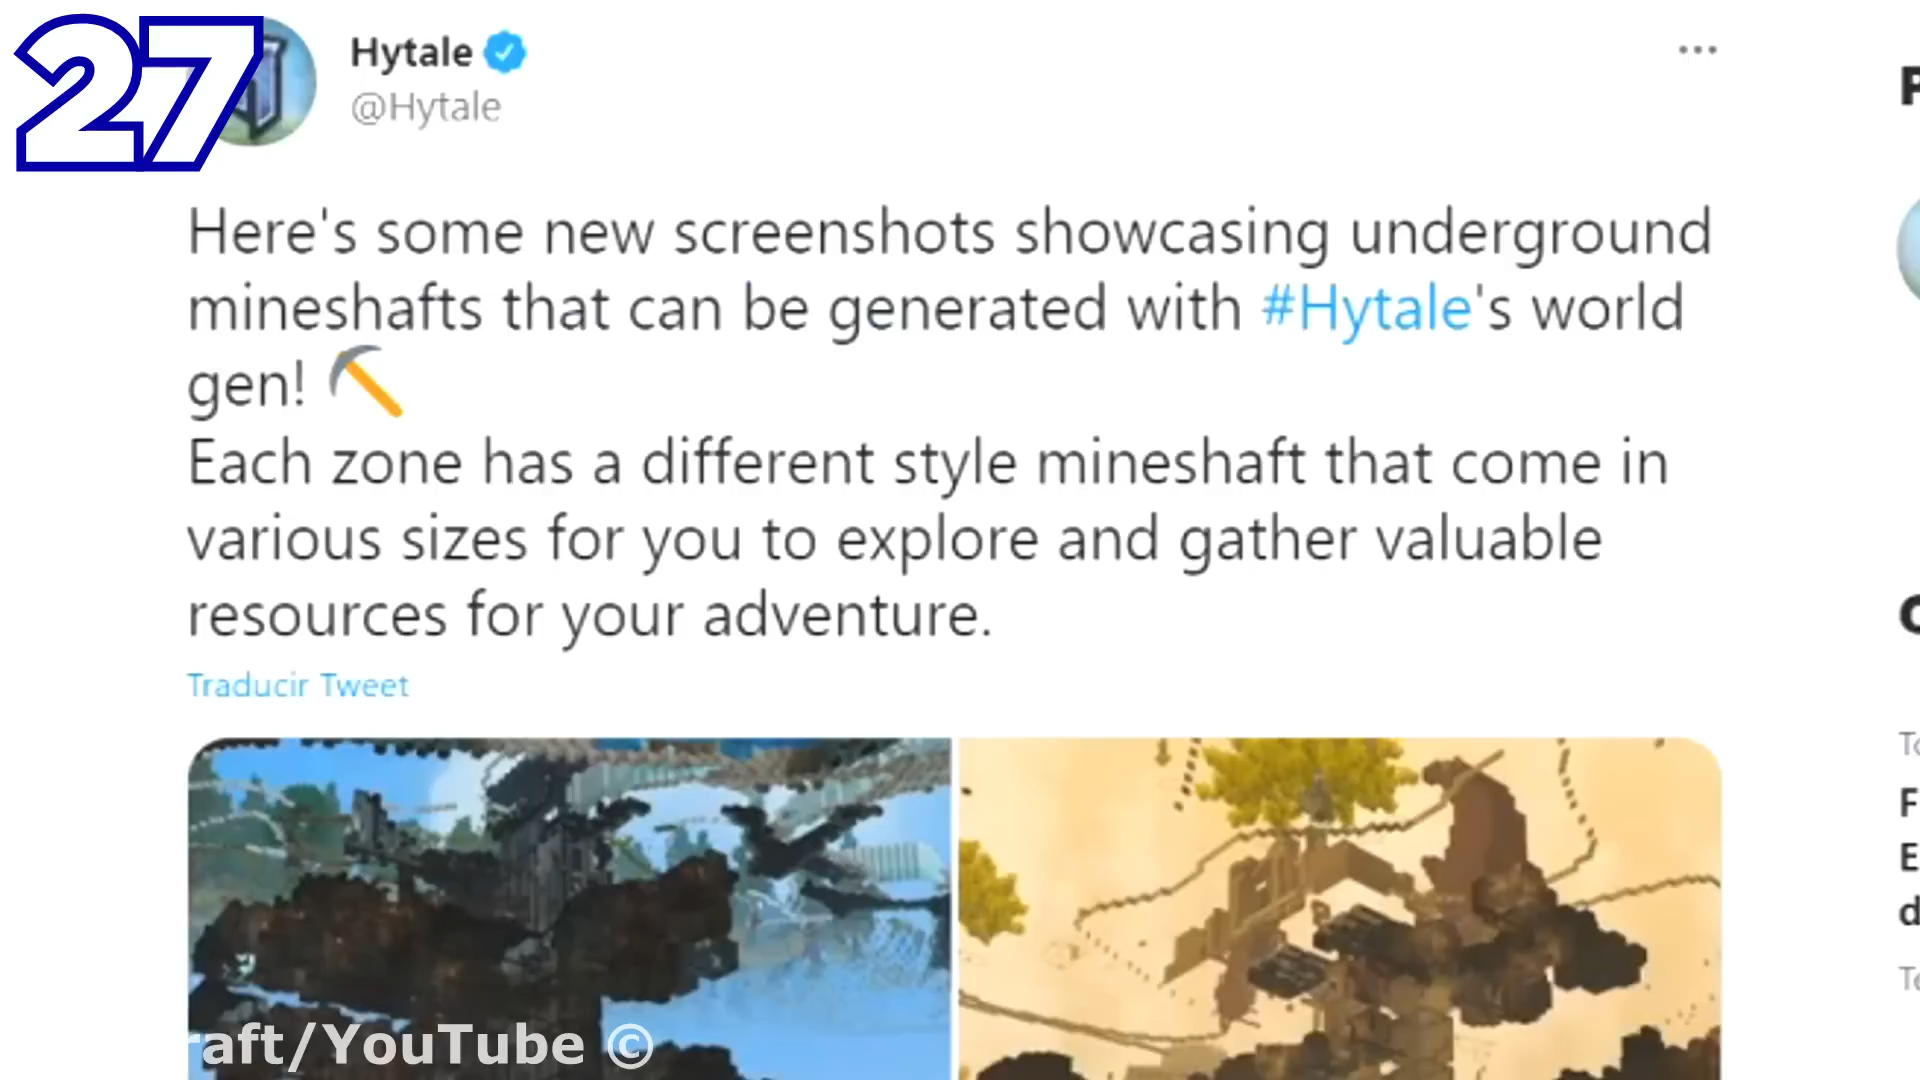 27
Hytale
@Hytale
Here's some new screenshots showcasing underground
mineshafts that can be generated with #Hytale's world
gen!
Each zone has a different style mineshaft that come in
various sizes for you to explore and gather valuable
resources for your adventure.
Traducir Tweet
aft/YouTube ©